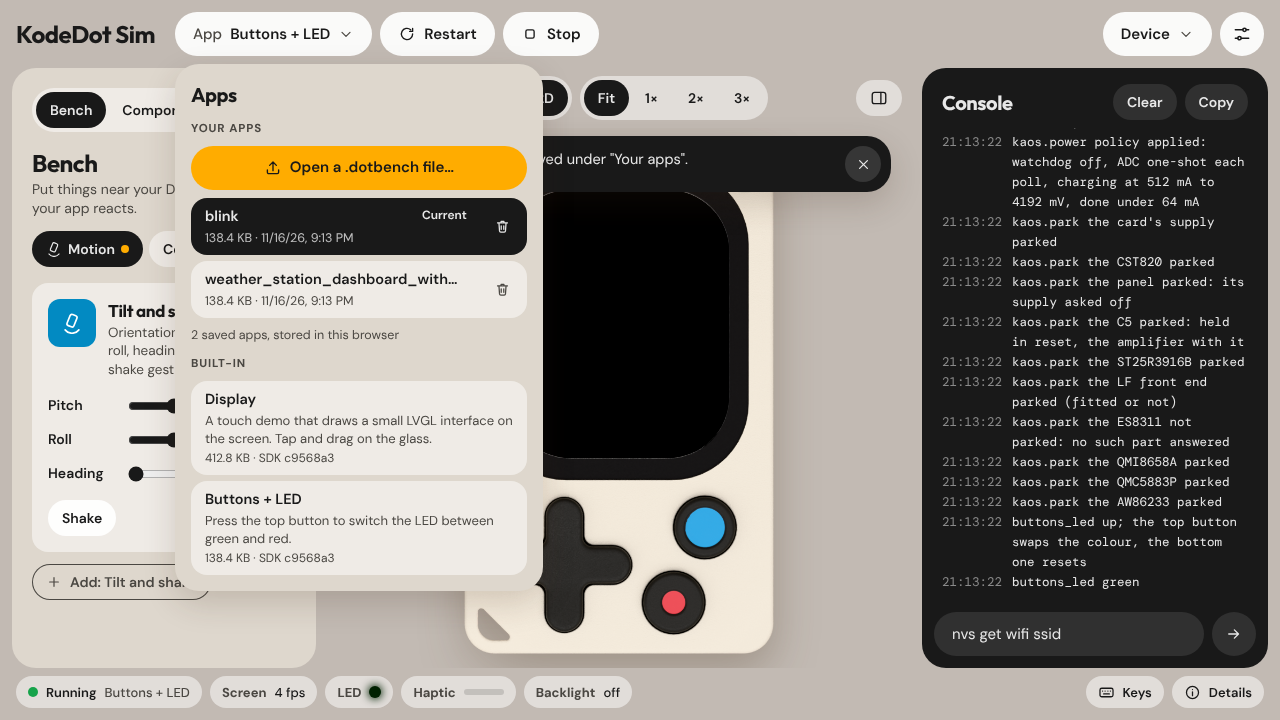 KodeDot Sim
App Buttons + LED
Restart
Stop
Device
Bench
Bench
Put things near your D
your app reacts.
Motion
Tilt and s
Orientation
roll, headin
shake gest
Pitch
Roll
Heading
Shake
Add: Tilt and sha
Apps
YOUR APPS
Open a .dotbench file...
blink
Current
138.4 KB · 11/16/26, 9:13 PM
weather_station_dashboard_with...
138.4 KB · 11/16/26, 9:13 PM
2 saved apps, stored in this browser
BUILT-IN
Display
A touch demo that draws a small LVGL interface on
the screen. Tap and drag on the glass.
412.8 KB · SDK c9568a3
Buttons + LED
Press the top button to switch the LED between
green and red.
138.4 KB · SDK c9568a3
Fit
1×
2×
3×
under "Your apps".
Console
Clear
Copy
21:13:22 kaos.power policy applied:
watchdog off, ADC one-shot each
poll, charging at 512 mA to
4192 mV, done under 64 mA
21:13:22 kaos.park the card's supply
parked
21:13:22 kaos.park the CST820 parked
21:13:22 kaos.park the panel parked: its
supply asked off
21:13:22 kaos.park the C5 parked: held
in reset, the amplifier with it
21:13:22 kaos.park the ST25R3916B parked
21:13:22 kaos.park the LF front end
parked (fitted or not)
21:13:22 kaos.park the ES8311 not
parked: no such part answered
21:13:22 kaos.park the QMI8658A parked
21:13:22 kaos.park the QMC5883P parked
21:13:22 kaos.park the AW86233 parked
21:13:22 buttons_led up; the top button
swaps the colour, the bottom
one resets
21:13:22 buttons_led green
nvs get wifi ssid
Running Buttons + LED
Screen 4 fps
LED
Haptic
Backlight off
Keys
Details